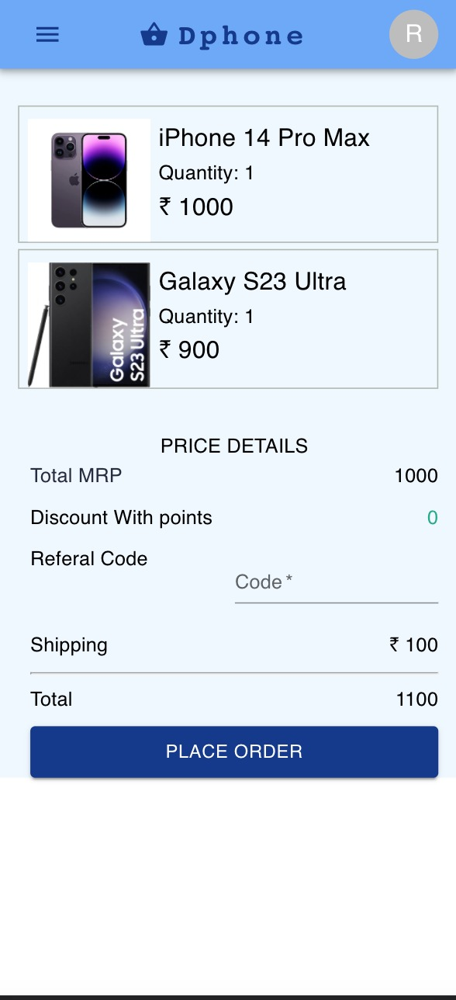 Dphone
R
iPhone 14 Pro Max
Quantity: 1
₹ 1000
Galaxy S23 Ultra
Quantity: 1
₹ 900
Galaxy
S23 Ultra
PRICE DETAILS
Total MRP 1000
Discount With points 0
Referal Code
Code *
Shipping ₹ 100
Total 1100
PLACE ORDER